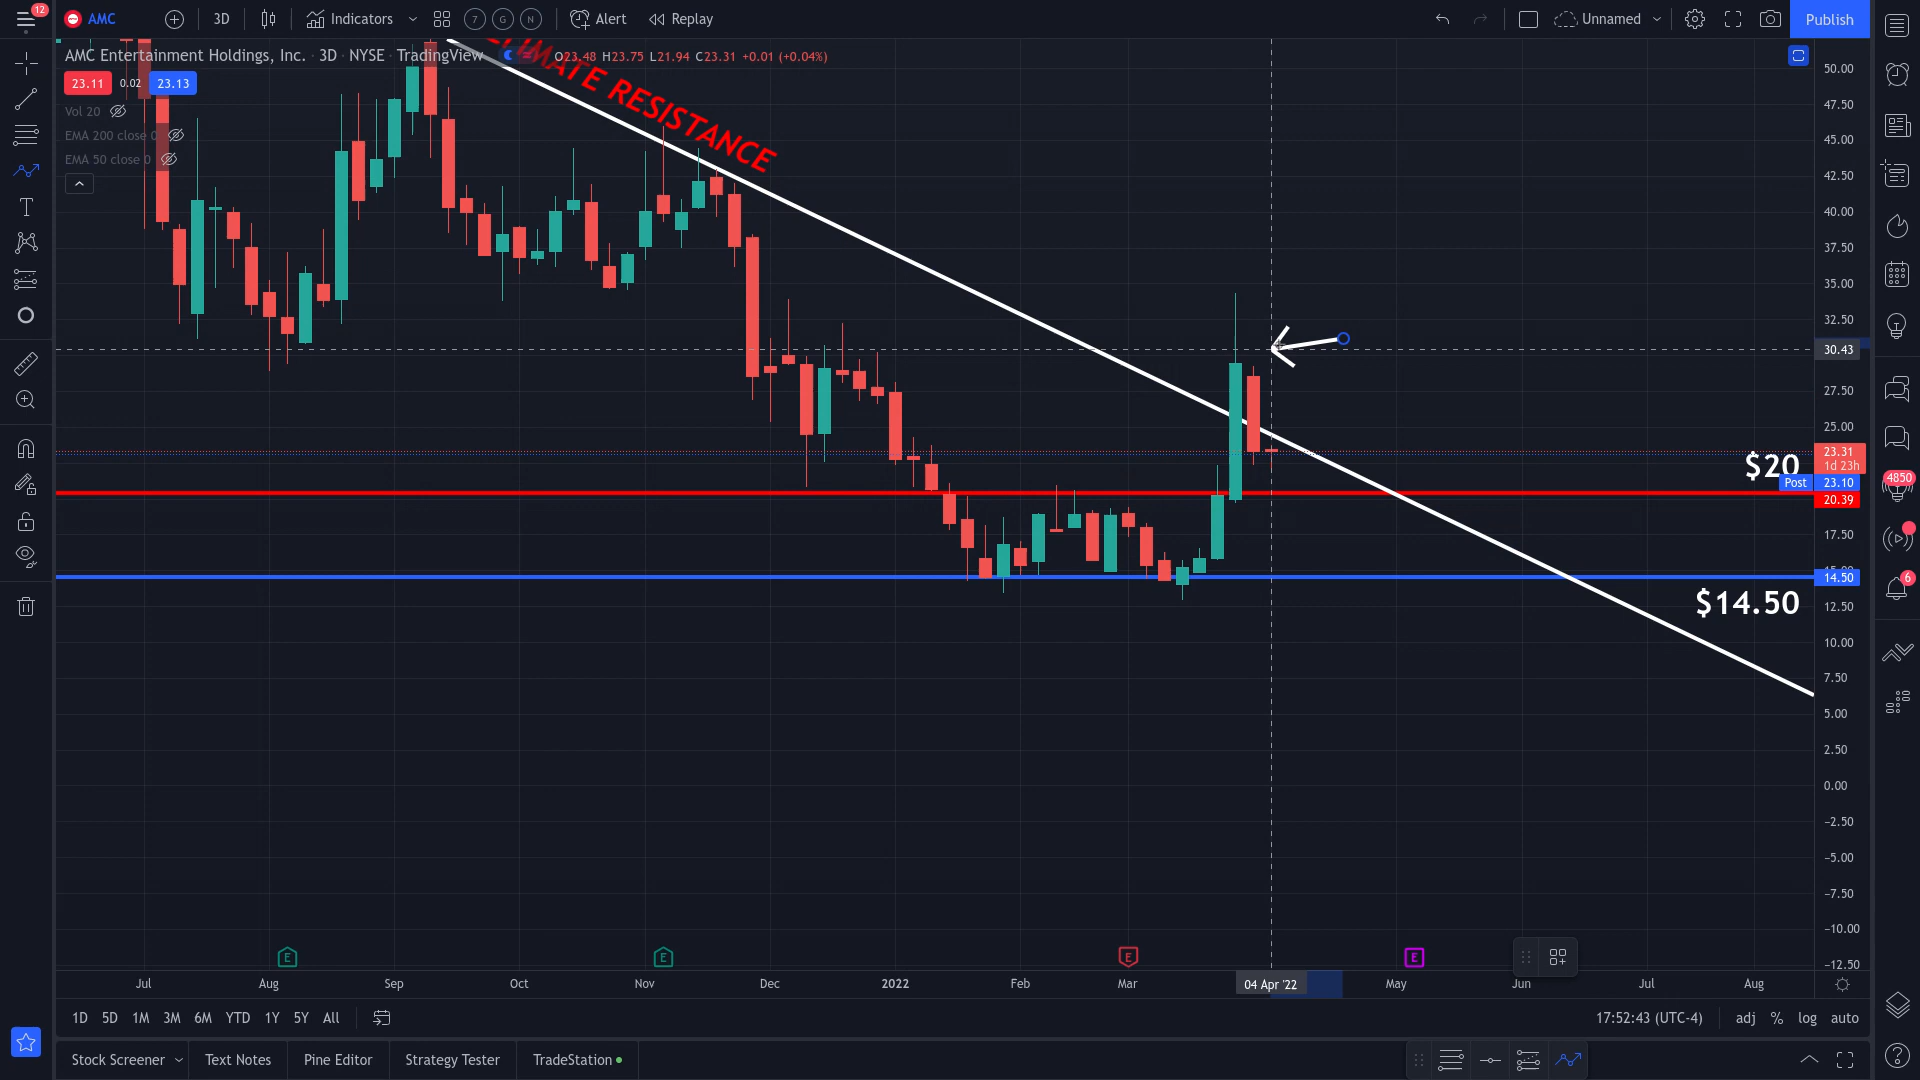 12
AMC
3D
Indicators
7
G
N
Alert
Replay
Unnamed
Publish
AMC Entertainment Holdings, Inc. · 3D · NYSE · TradingView
O23.48 H23.75 L21.94 C23.31 +0.01 (+0.04%)
23.11
0.02
23.13
Vol 20
EMA 200 close 0
EMA 50 close 0
TIMATE RESISTANCE
50.00
47.50
45.00
42.50
40.00
37.50
35.00
32.50
30.43
27.50
25.00
23.31
1d 23h
$20
Post
23.10
20.39
17.50
15.00
14.50
$14.50
12.50
10.00
7.50
5.00
2.50
0.00
−2.50
−5.00
−7.50
−10.00
−12.50
4850
6
E
E
E
E
Jul
Aug
Sep
Oct
Nov
Dec
2022
Feb
Mar
04 Apr '22
May
Jun
Jul
Aug
1D
5D
1M
3M
6M
YTD
1Y
5Y
All
17:52:43 (UTC-4)
adj
%
log
auto
Stock Screener
Text Notes
Pine Editor
Strategy Tester
TradeStation